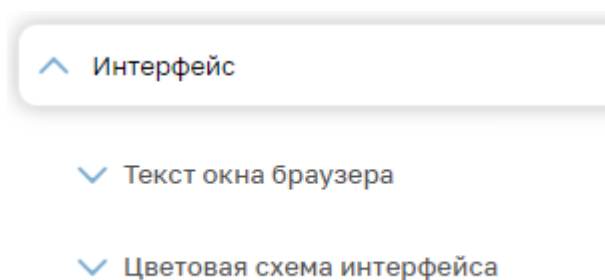 Интерфейс
Текст окна браузера
Цветовая схема интерфейса